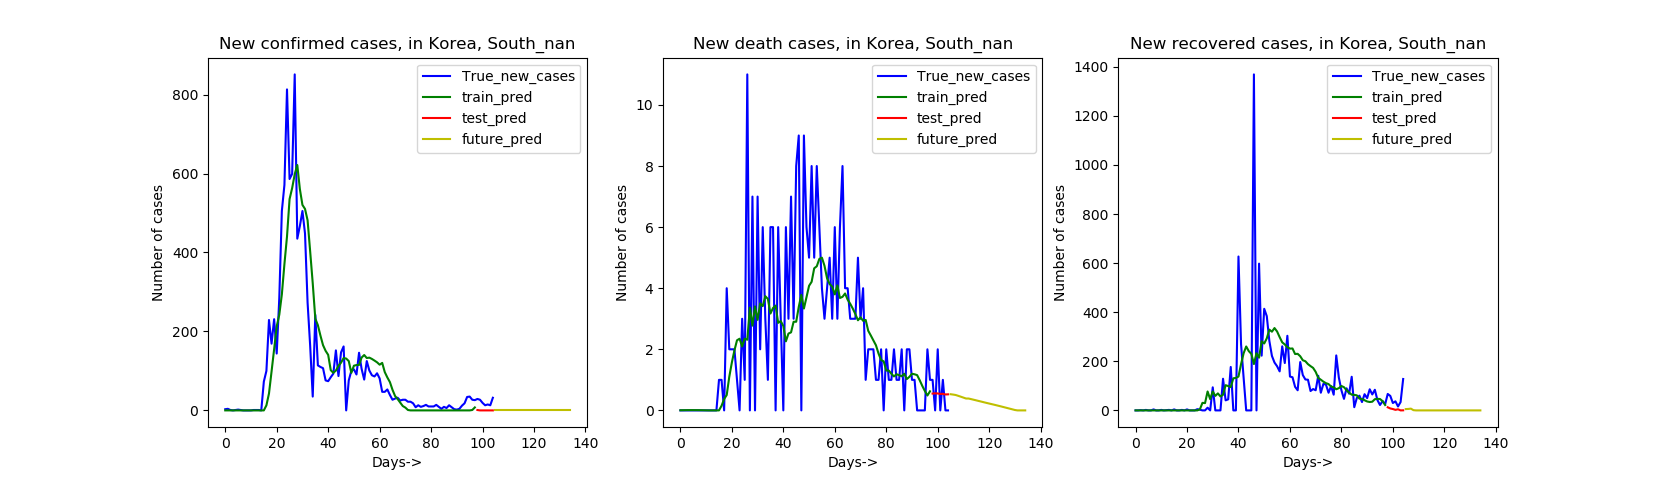 New confirmed cases, in Korea, South_nan
Number of cases
800
600
400
200
0
0 20 40 60 80 100 120 140
Days->
True_new_cases
train_pred
test_pred
future_pred
New death cases, in Korea, South_nan
Number of cases
10
8
6
4
2
0
0 20 40 60 80 100 120 140
Days->
True_new_cases
train_pred
test_pred
future_pred
New recovered cases, in Korea, South_nan
Number of cases
1400
1200
1000
800
600
400
200
0
0 20 40 60 80 100 120 140
Days->
True_new_cases
train_pred
test_pred
future_pred